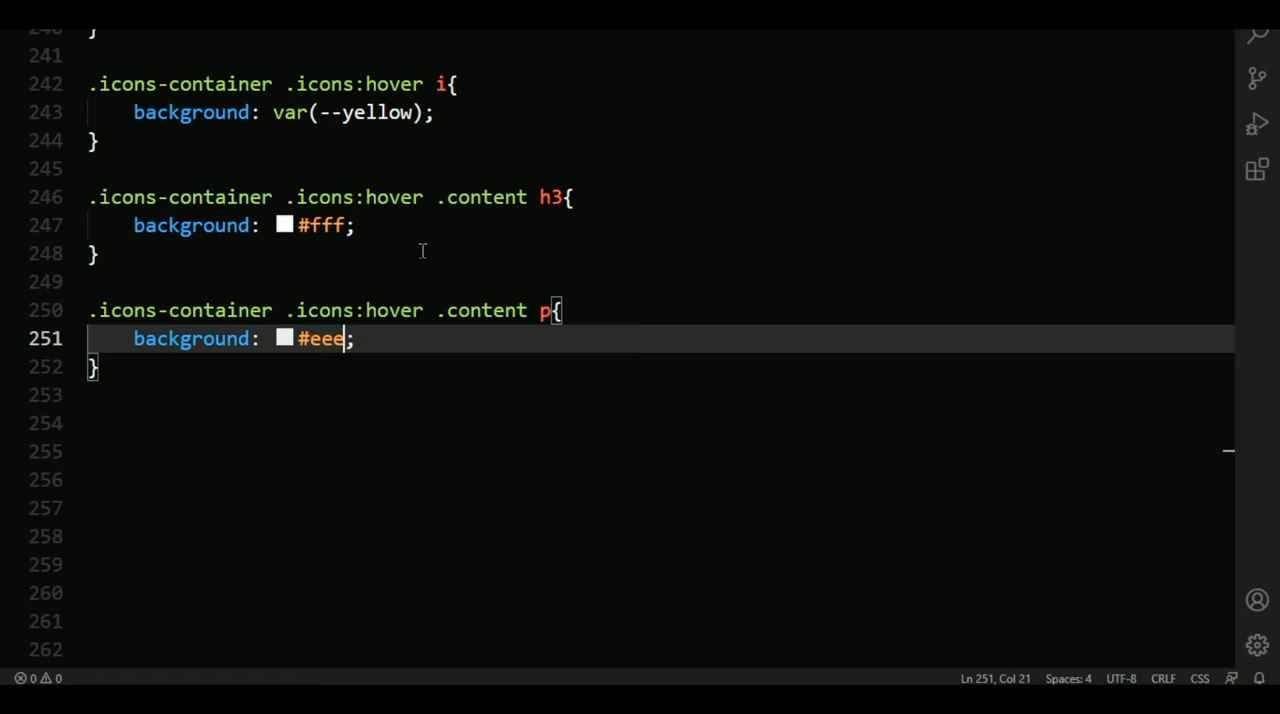 240 }
241
242 .icons-container .icons:hover i{
243     background: var(--yellow);
244 }
245
246 .icons-container .icons:hover .content h3{
247     background: #fff;
248 }
249
250 .icons-container .icons:hover .content p{
251     background: #eee;
252 }
253
254
255
256
257
258
259
260
261
262
0 0 Ln 251, Col 21 Spaces: 4 UTF-8 CRLF CSS